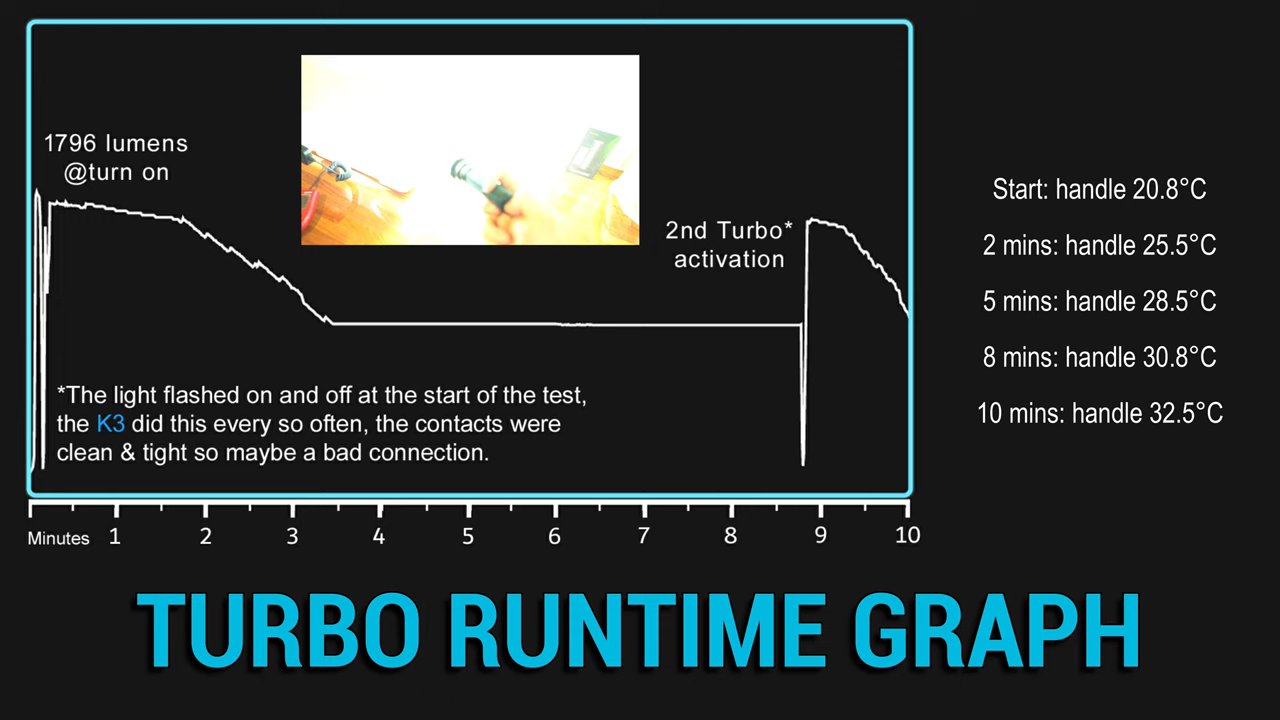 1796 lumens
@turn on
2nd Turbo*
activation
*The light flashed on and off at the start of the test,
the K3 did this every so often, the contacts were
clean & tight so maybe a bad connection.
Minutes 1 2 3 4 5 6 7 8 9 10
Start: handle 20.8°C
2 mins: handle 25.5°C
5 mins: handle 28.5°C
8 mins: handle 30.8°C
10 mins: handle 32.5°C
TURBO RUNTIME GRAPH